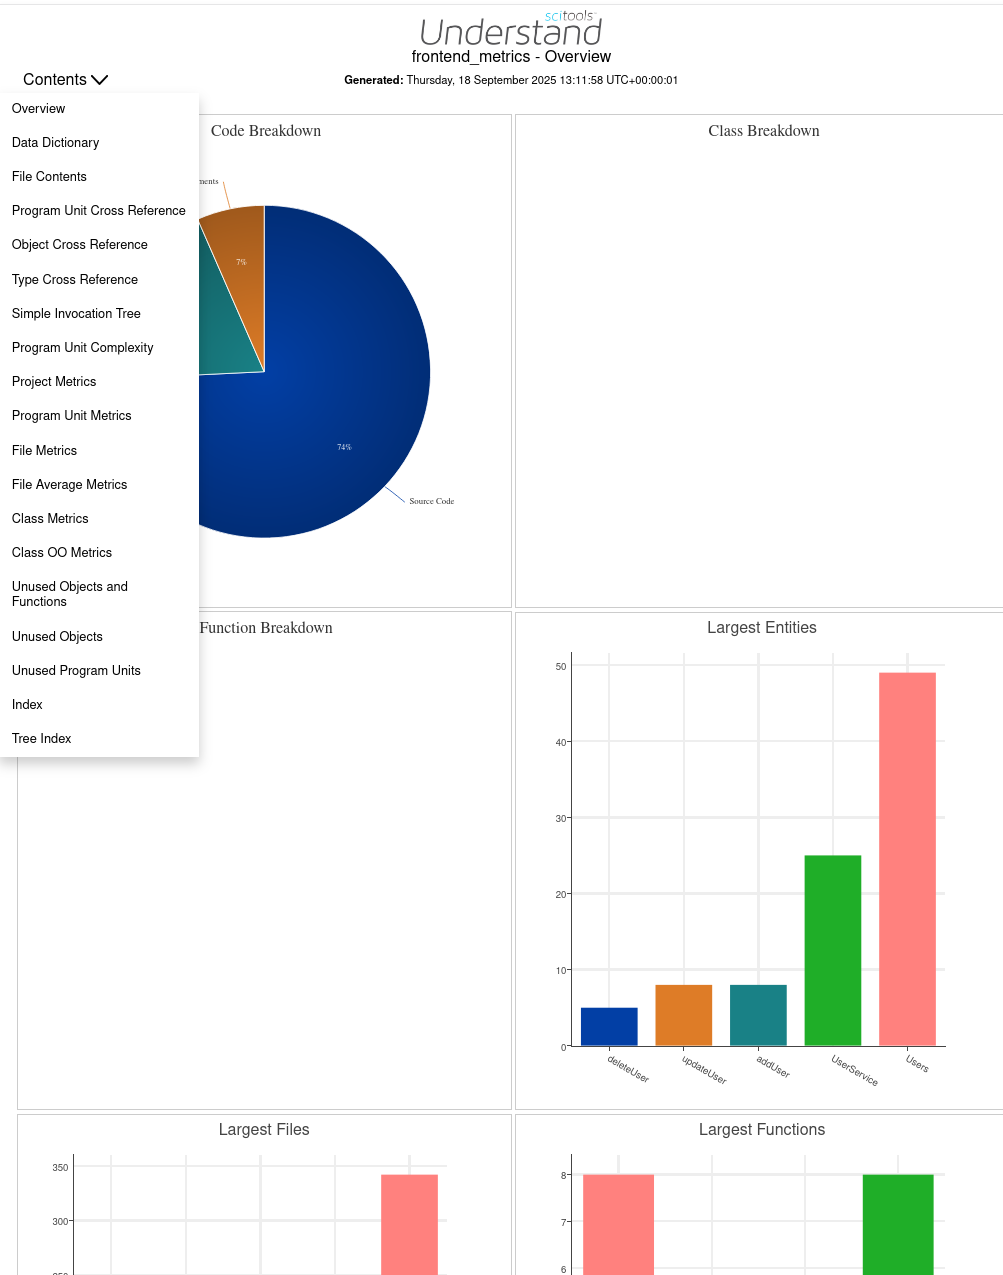 scitools
Understand
frontend_metrics - Overview
Contents
Generated: Thursday, 18 September 2025 13:11:58 UTC+00:00:01
Overview
Data Dictionary
File Contents
Program Unit Cross Reference
Object Cross Reference
Type Cross Reference
Simple Invocation Tree
Program Unit Complexity
Project Metrics
Program Unit Metrics
File Metrics
File Average Metrics
Class Metrics
Class OO Metrics
Unused Objects and
Functions
Unused Objects
Unused Program Units
Index
Tree Index
Code Breakdown
ments
7%
74%
Source Code
Class Breakdown
Function Breakdown
Largest Entities
50
40
30
20
10
0
deleteUser
updateUser
addUser
UserService
Users
Largest Files
350
300
Largest Functions
8
7
6